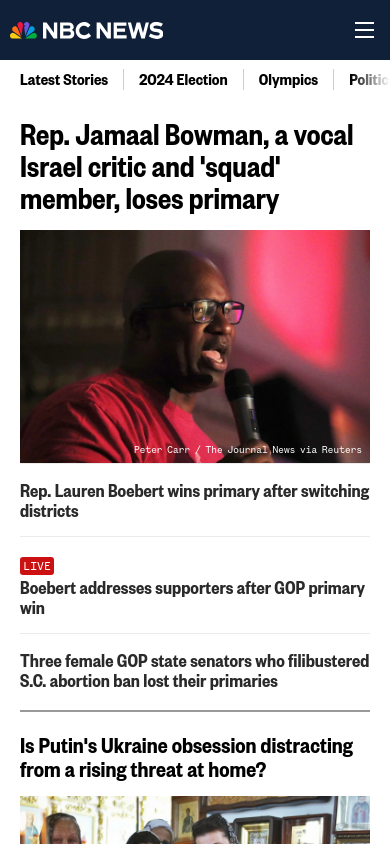 NBC NEWS
Latest Stories
2024 Election
Olympics
Rep. Jamaal Bowman, a vocal
Israel critic and 'squad'
member, loses primary
Peter Carr / The Journal News via Reuters
Rep. Lauren Boebert wins primary after switching
districts
LIVE
Boebert addresses supporters after GOP primary
win
Three female GOP state senators who filibustered
S.C. abortion ban lost their primaries
Is Putin's Ukraine obsession distracting
from a rising threat at home?